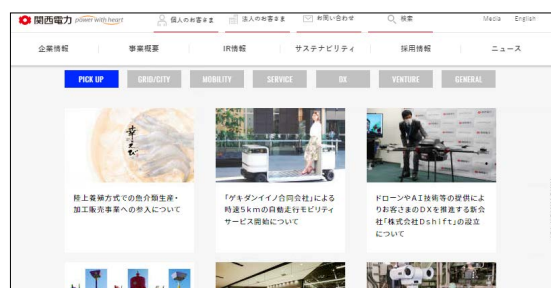 関西電力 power with heart
個人のお客さま
法人のお客さま
お問い合わせ
検索
Media
English
企業情報
事業概要
IR情報
サステナビリティ
採用情報
ニュース
PICK UP
GRID/CITY
MOBILITY
SERVICE
DX
VENTURE
GENERAL
幸えび
陸上養殖方式での魚介類生産・
加工販売事業への参入について
「ゲキダンイイノ合同会社」による
時速5kmの自動走行モビリティ
サービス開始について
ドローンやAI技術等の提供によ
りお客さまのDXを推進する新会
社「株式会社Dshift」の設立
について